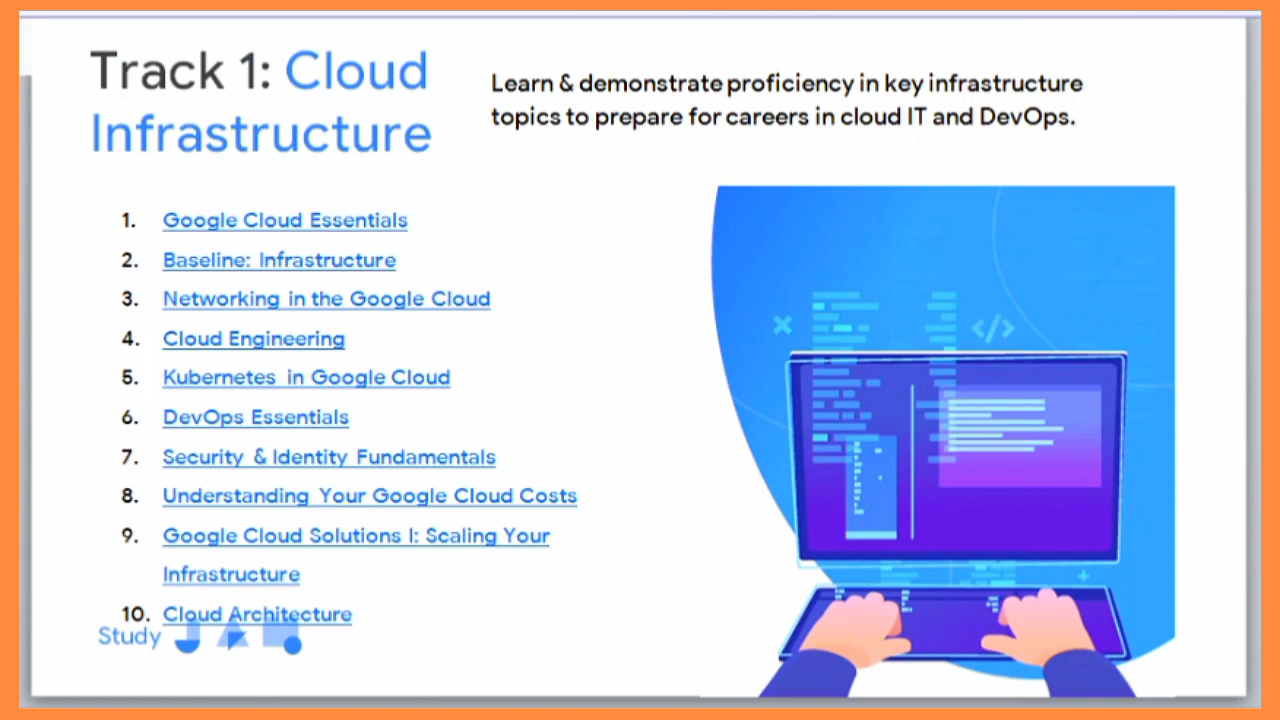 Track 1: Cloud
Infrastructure
Learn & demonstrate proficiency in key infrastructure
topics to prepare for careers in cloud IT and DevOps.
1. Google Cloud Essentials
2. Baseline: Infrastructure
3. Networking in the Google Cloud
4. Cloud Engineering
5. Kubernetes in Google Cloud
6. DevOps Essentials
7. Security & Identity Fundamentals
8. Understanding Your Google Cloud Costs
9. Google Cloud Solutions I: Scaling Your
Infrastructure
10. Cloud Architecture
Study JAM